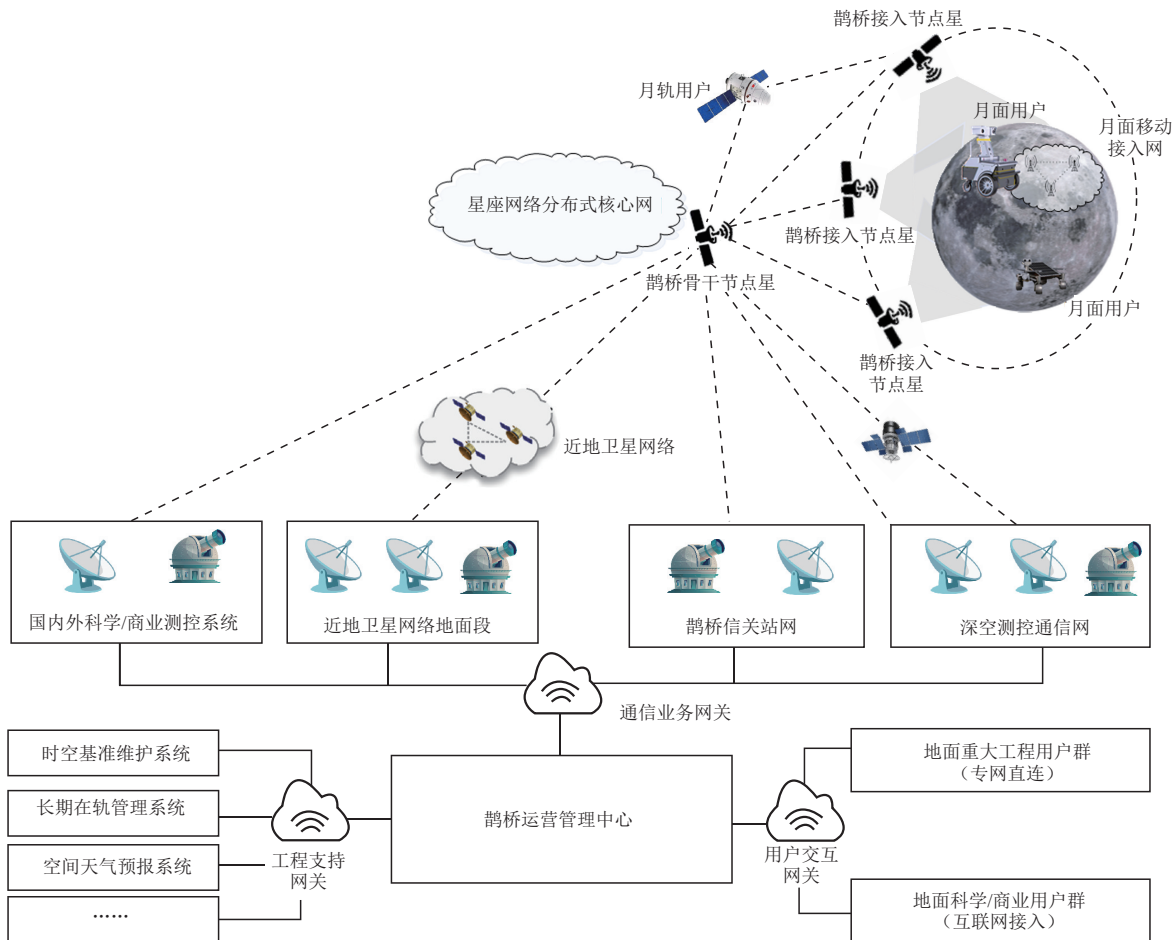 鹊桥接入节点星
月轨用户
月面用户
月面移动
接入网
星座网络分布式核心网
鹊桥接入节点星
鹊桥骨干节点星
月面用户
鹊桥接入
节点星
近地卫星网络
国内外科学/商业测控系统
近地卫星网络地面段
鹊桥信关站网
深空测控通信网
通信业务网关
时空基准维护系统
长期在轨管理系统
空间天气预报系统
……
工程支持
网关
鹊桥运营管理中心
用户交互
网关
地面重大工程用户群
（专网直连）
地面科学/商业用户群
（互联网接入）